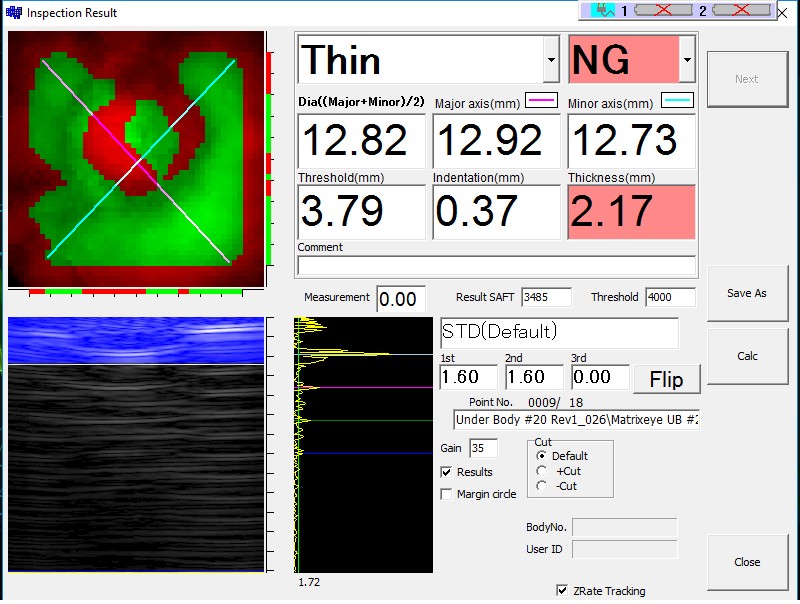 Inspection Result
1 2
Thin NG
Next
Dia((Major+Minor)/2) Major axis(mm) Minor axis(mm)
12.82 12.92 12.73
Threshold(mm) Indentation(mm) Thickness(mm)
3.79 0.37 2.17
Comment
Measurement 0.00 Result SAFT 3485 Threshold 4000
Save As
STD(Default)
Calc
1st 2nd 3rd
1.60 1.60 0.00 Flip
Point No. 0009/ 18
Under Body #20 Rev1_026\Matrixeye UB #2
Gain 35
Cut
Default
+Cut
-Cut
Results
Margin circle
BodyNo.
User ID
Close
1.72
ZRate Tracking